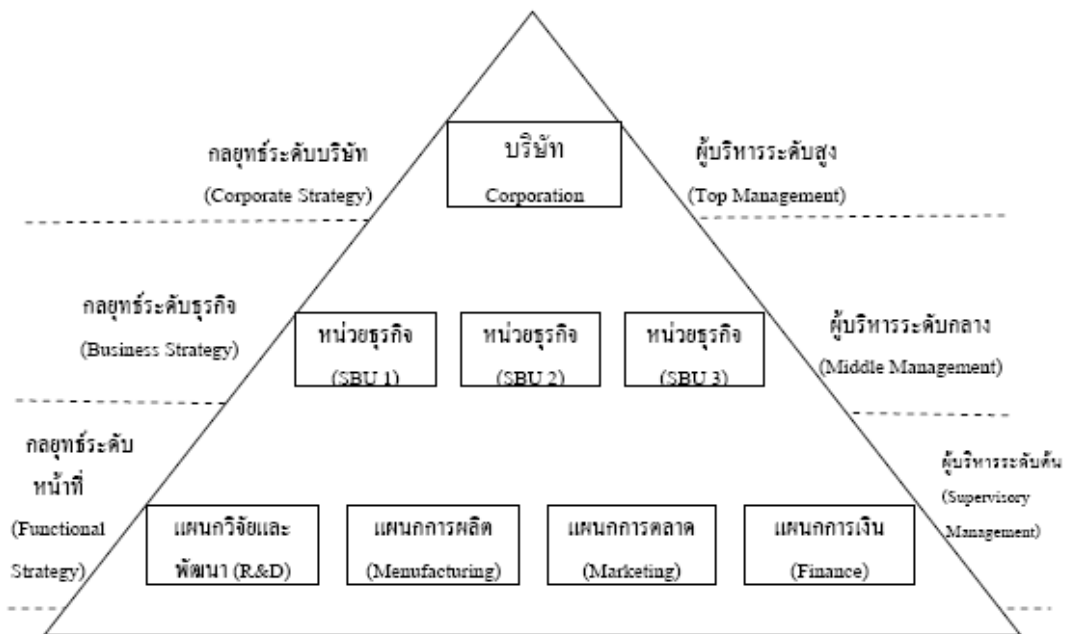 กลยุทธ์ระดับบริษัท
(Corporate Strategy)
บริษัท
Corporation
ผู้บริหารระดับสูง
(Top Management)
กลยุทธ์ระดับธุรกิจ
(Business Strategy)
หน่วยธุรกิจ
(SBU 1)
หน่วยธุรกิจ
(SBU 2)
หน่วยธุรกิจ
(SBU 3)
ผู้บริหารระดับกลาง
(Middle Management)
กลยุทธ์ระดับ
หน้าที่
(Functional
Strategy)
แผนกวิจัยและ
พัฒนา (R&D)
แผนกการผลิต
(Menufacturing)
แผนกการตลาด
(Marketing)
แผนกการเงิน
(Finance)
ผู้บริหารระดับต้น
(Supervisory
Management)